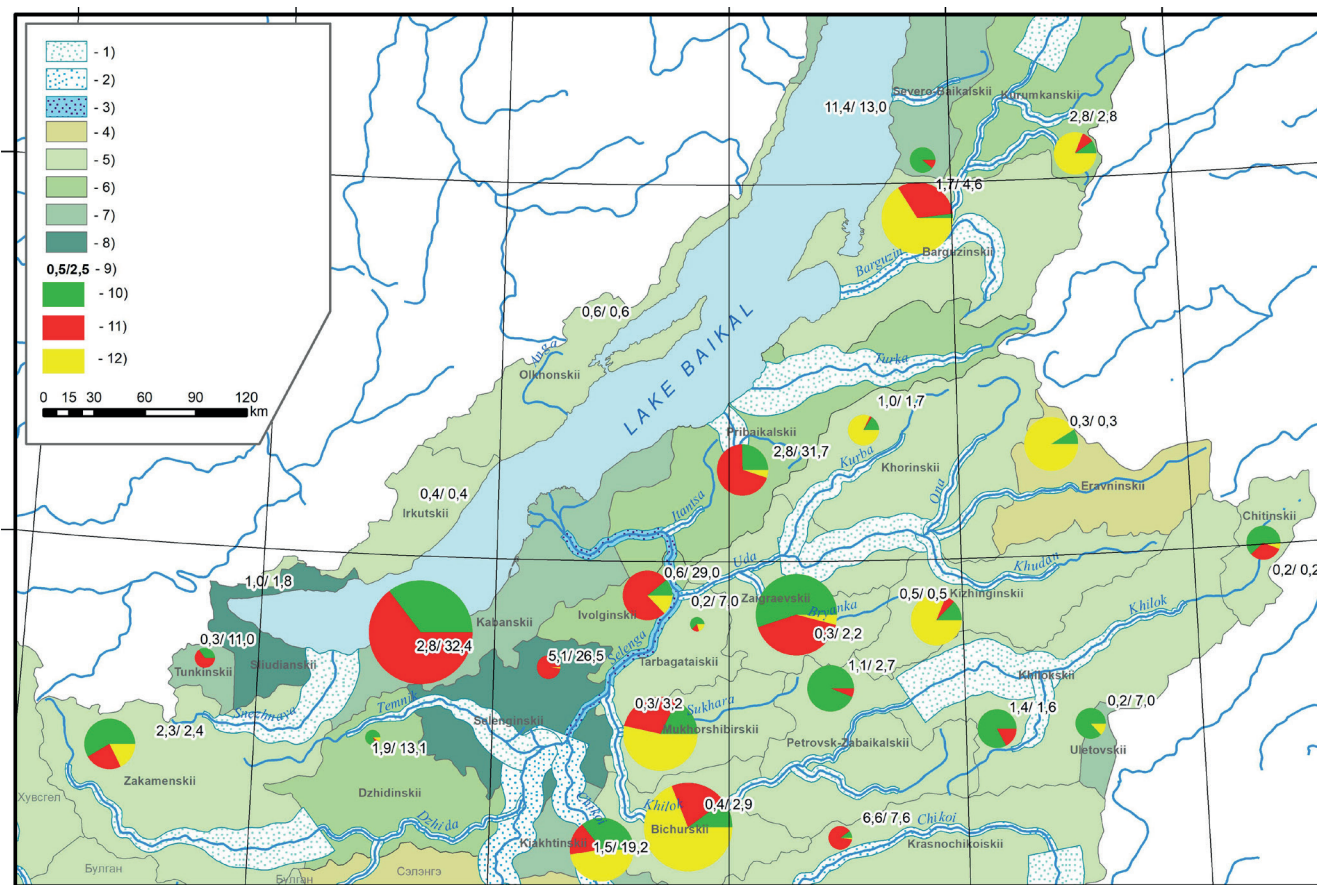 - 1)
- 2)
- 3)
- 4)
- 5)
- 6)
- 7)
- 8)
0,5/2,5 - 9)
- 10)
- 11)
- 12)
0 15 30 60 90 120
km
Severo-Baikalskii
Kurumkanskii
11,4/ 13,0
2,8/ 2,8
1,7/ 4,6
Barguzin
Barguzinskii
0,6/ 0,6
Anga
Olkhonskii
LAKE BAIKAL
Turka
1,0/ 1,7
0,3/ 0,3
Pribaikalskii
2,8/ 31,7
Kurba
Khorinskii
Ona
Eravninskii
0,4/ 0,4
Irkutskii
Itantsa
Chitinskii
0,2/ 0,2
1,0/ 1,8
0,6/ 29,0
Uda
Khudan
0,2/ 7,0
Zaigraevskii
Bryanka
0,5/ 0,5
Kizhinginskii
Khilok
Kabanskii
Ivolginskii
0,3/ 2,2
0,3/ 11,0
2,8/ 32,4
5,1/ 26,5
Selenga
Tarbagataiskii
Tunkinskii
Sliudianskii
1,1/ 2,7
Khilokskii
Snezhnaya
Temnik
0,3/ 3,2
Sukhara
1,4/ 1,6
0,2/ 7,0
Selenginskii
Mukhorshibirskii
Petrovsk-Zabaikalskii
Uletovskii
2,3/ 2,4
1,9/ 13,1
Zakamenskii
Dzhidinskii
Хувсгел
Chikoi
Khilok
0,4/ 2,9
Bichurskii
6,6/ 7,6
Chikoi
Dzhida
Kjakhtinskii
1,5/ 19,2
Krasnochikoiskii
Булган
Булган
Сэлэнгэ